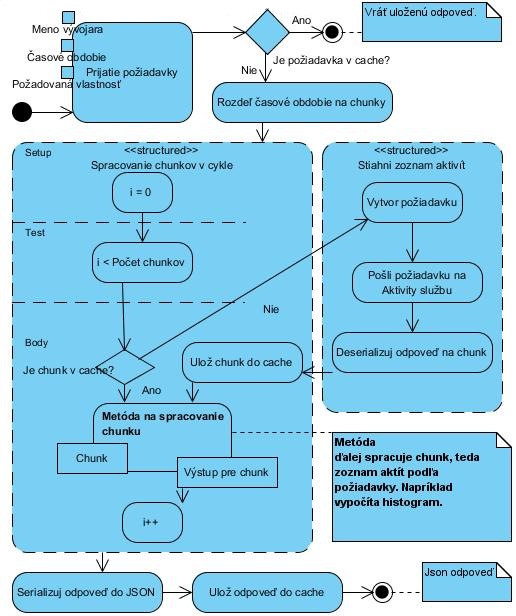 Meno vývojara
Časové obdobie
Prijatie požiadavky
Požadovaná vlastnosť
Ano
Vráť uloženú odpoveď.
Je požiadavka v cache?
Nie
Rozdeľ časové obdobie na chunky
<<structured>>
Spracovanie chunkov v cykle
Setup
i = 0
Test
i < Počet chunkov
Body
Je chunk v cache?
Nie
Ano
Ulož chunk do cache
Metóda na spracovanie
chunku
Chunk
Výstup pre chunk
i++
<<structured>>
Stiahni zoznam aktivít
Vytvor požiadavku
Pošli požiadavku na
Aktivity službu
Deserializuj odpoveď na chunk
Metóda
ďalej spracuje chunk, teda
zoznam aktít podľa
požiadavky. Napríklad
vypočíta histogram.
Serializuj odpoveď do JSON
Ulož odpoveď do cache
Json odpoveď